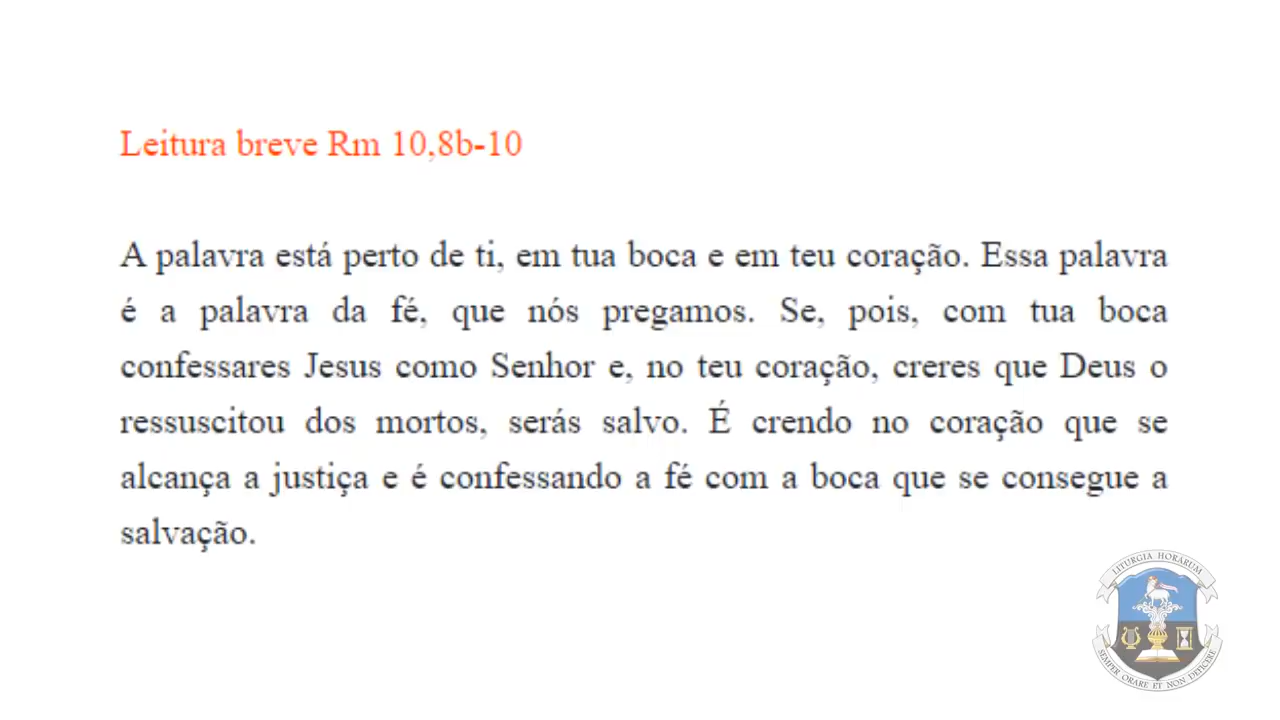 Leitura breve Rm 10,8b-10
A palavra está perto de ti, em tua boca e em teu coração. Essa palavra
é a palavra da fé, que nós pregamos. Se, pois, com tua boca
confessares Jesus como Senhor e, no teu coração, creres que Deus o
ressuscitou dos mortos, serás salvo. É crendo no coração que se
alcança a justiça e é confessando a fé com a boca que se consegue a
salvação.
LITURGIA HORARUM
SEMPER ORARE ET NON DEFICERE